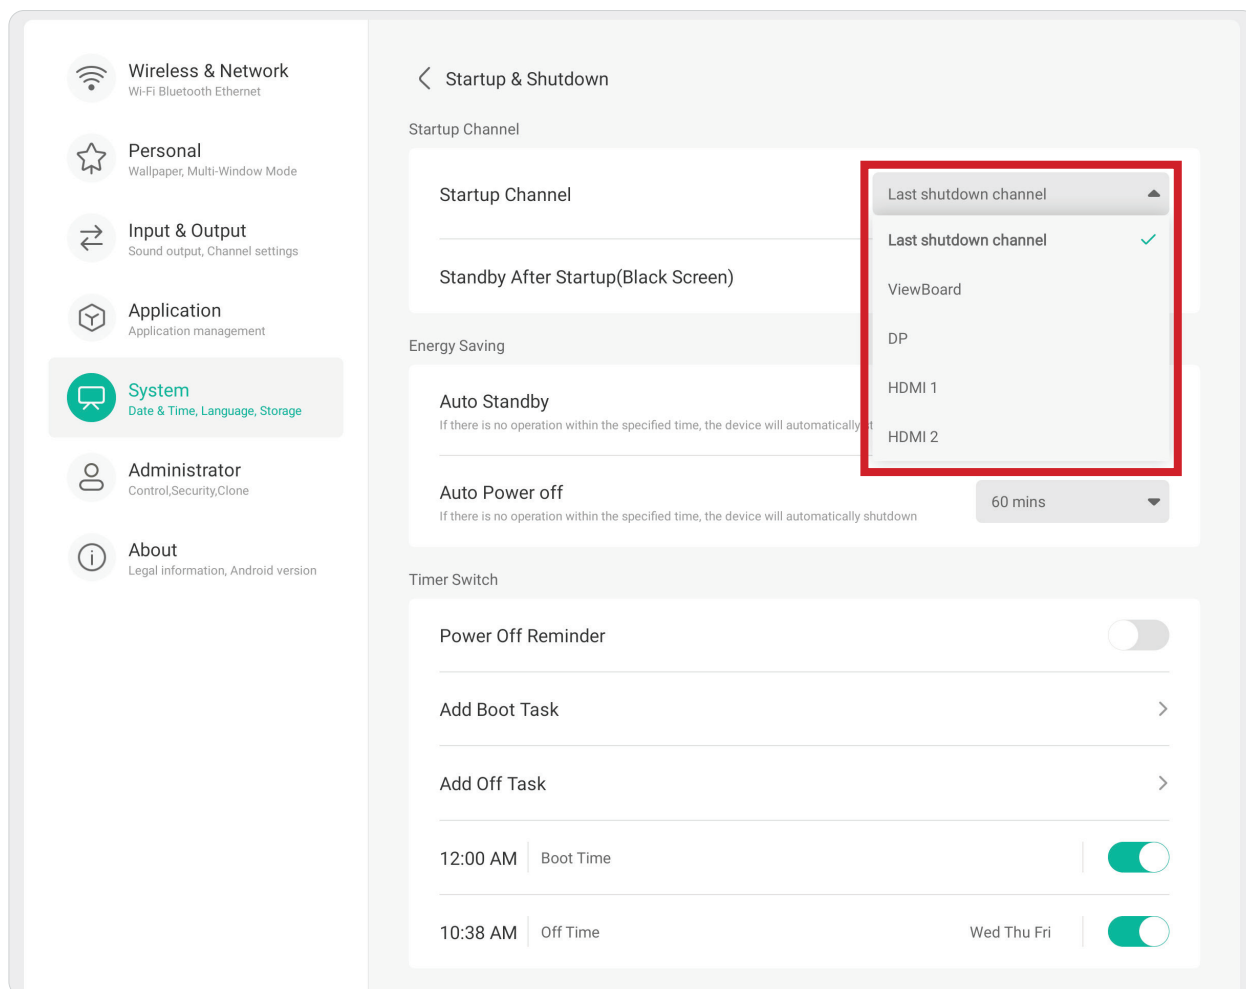 Wireless & Network
Wi-Fi Bluetooth Ethernet
Personal
Wallpaper, Multi-Window Mode
Input & Output
Sound output, Channel settings
Application
Application management
System
Date & Time, Language, Storage
Administrator
Control,Security,Clone
About
Legal information, Android version
Startup & Shutdown
Startup Channel
Startup Channel
Last shutdown channel
Last shutdown channel
ViewBoard
DP
HDMI 1
HDMI 2
Standby After Startup(Black Screen)
Energy Saving
Auto Standby
If there is no operation within the specified time, the device will automatically
Auto Power off
If there is no operation within the specified time, the device will automatically shutdown
60 mins
Timer Switch
Power Off Reminder
Add Boot Task
Add Off Task
12:00 AM Boot Time
10:38 AM Off Time Wed Thu Fri